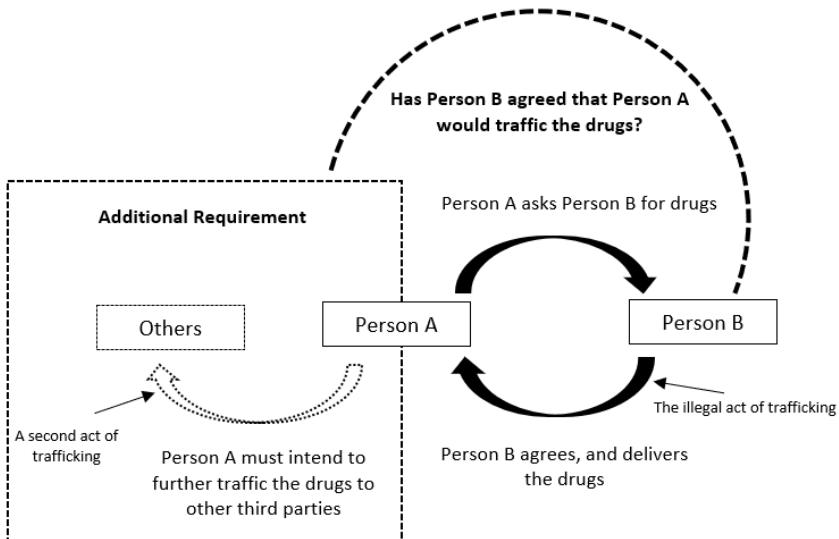 Has Person B agreed that Person A
would traffic the drugs?
Additional Requirement
Person A asks Person B for drugs
Others
Person A
Person B
The illegal act of trafficking
A second act of
trafficking
Person A must intend to
further traffic the drugs to
other third parties
Person B agrees, and delivers
the drugs